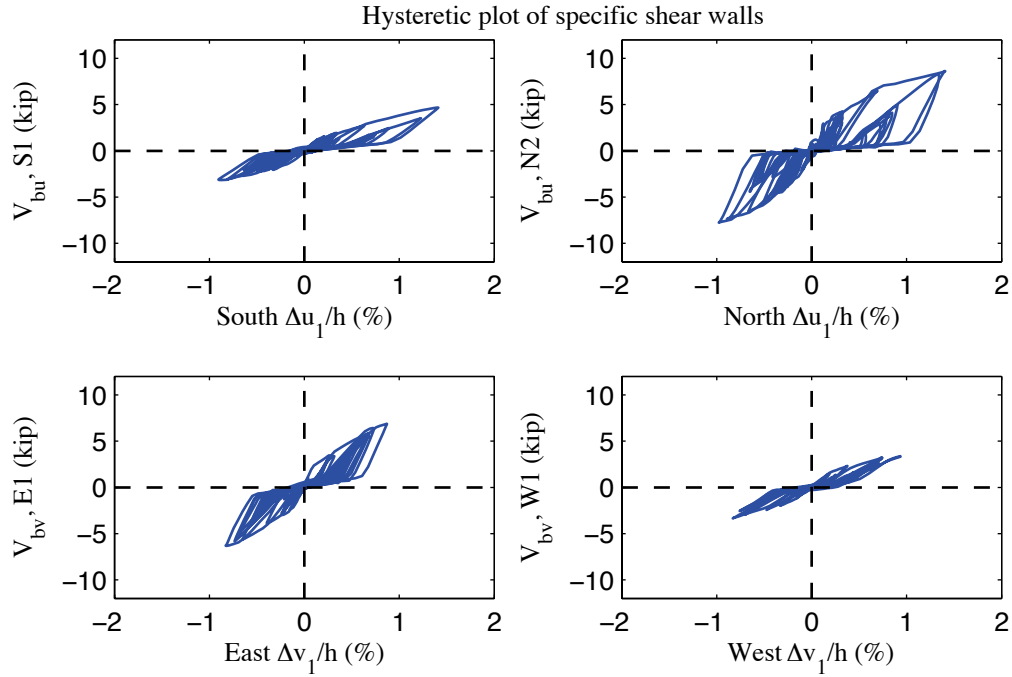 Hysteretic plot of specific shear walls
V_bu, S1 (kip)
10
5
0
−5
−10
−2 −1 0 1 2
South Δu_1/h (%)
V_bu, N2 (kip)
10
5
0
−5
−10
−2 −1 0 1 2
North Δu_1/h (%)
V_bv, E1 (kip)
10
5
0
−5
−10
−2 −1 0 1 2
East Δv_1/h (%)
V_bv, W1 (kip)
10
5
0
−5
−10
−2 −1 0 1 2
West Δv_1/h (%)